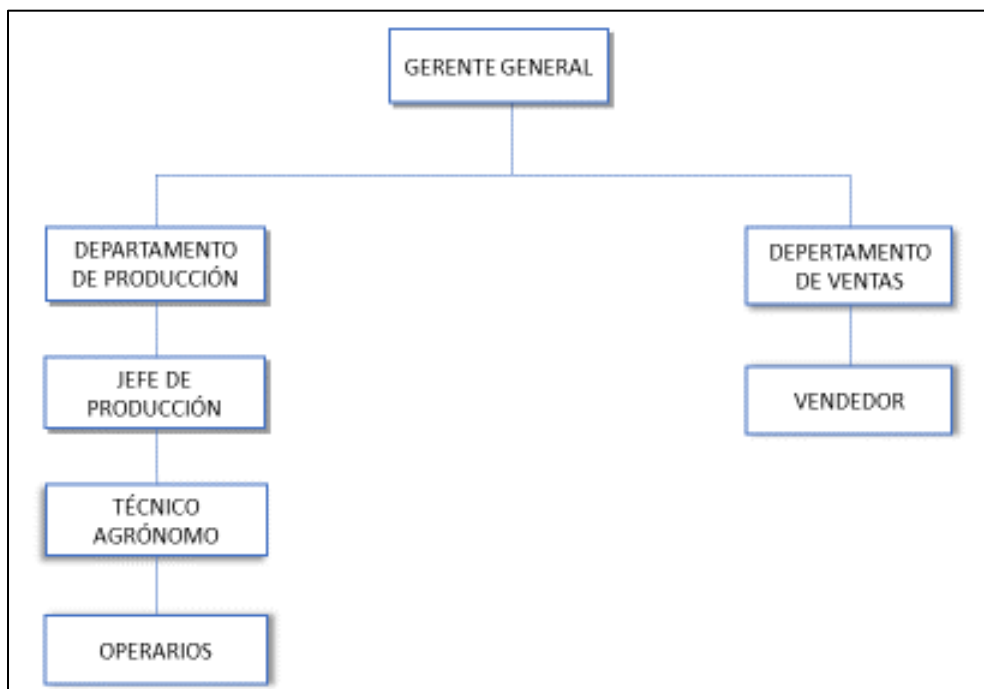 GERENTE GENERAL
DEPARTAMENTO
DE PRODUCCIÓN
DEPERTAMENTO
DE VENTAS
JEFE DE
PRODUCCIÓN
VENDEDOR
TÉCNICO
AGRÓNOMO
OPERARIOS